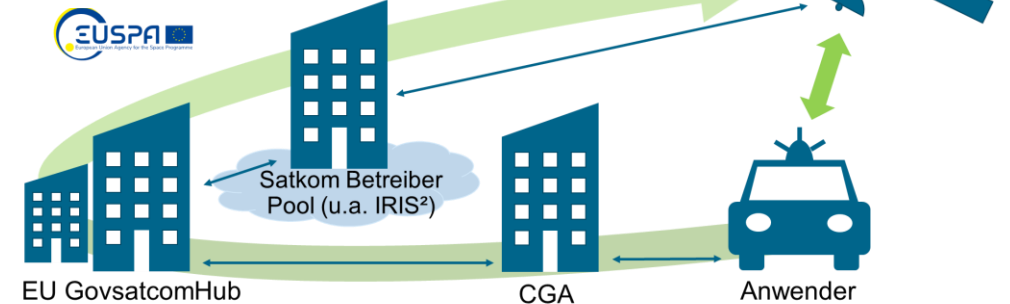 EUSPA
European Union Agency for the Space Programme
Satkom Betreiber
Pool (u.a. IRIS²)
EU GovsatcomHub
CGA
Anwender